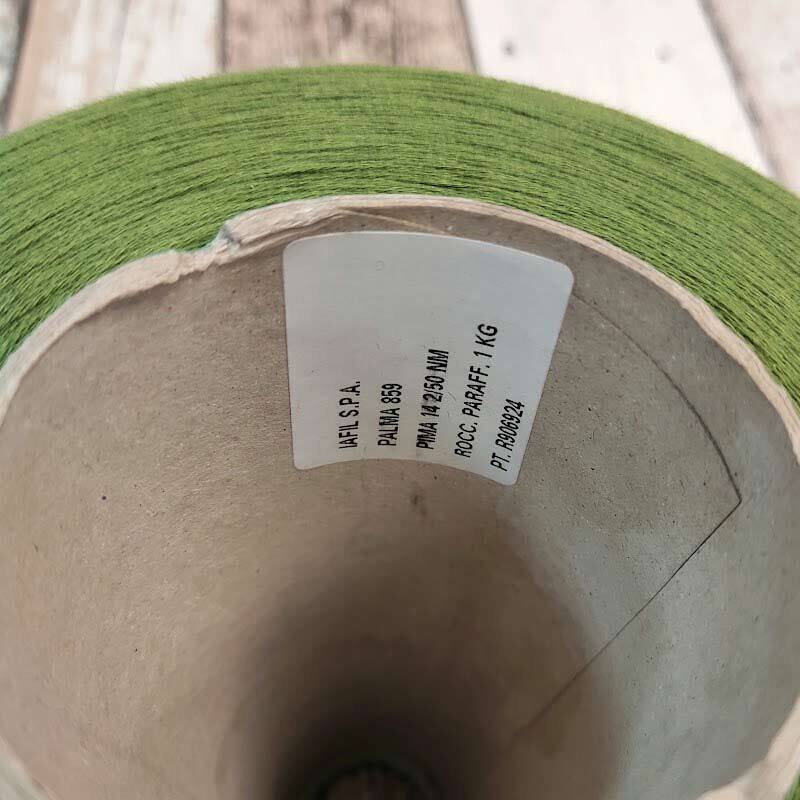 IAFIL S.P.A.
PALMA 859
PIMA 14 2/50 NM
ROCC. PARAFF. 1 KG
PT. R906924